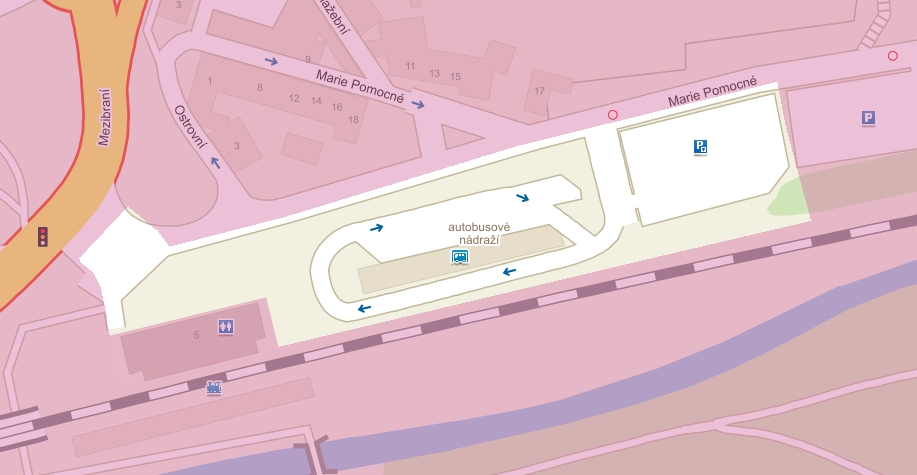 3
ažební
9
11
13
15
1
8
Marie Pomocné
17
Marie Pomocné
12
14
16
Mezibraní
Ostrovní
18
P
P
3
autobusové
nádraží
5